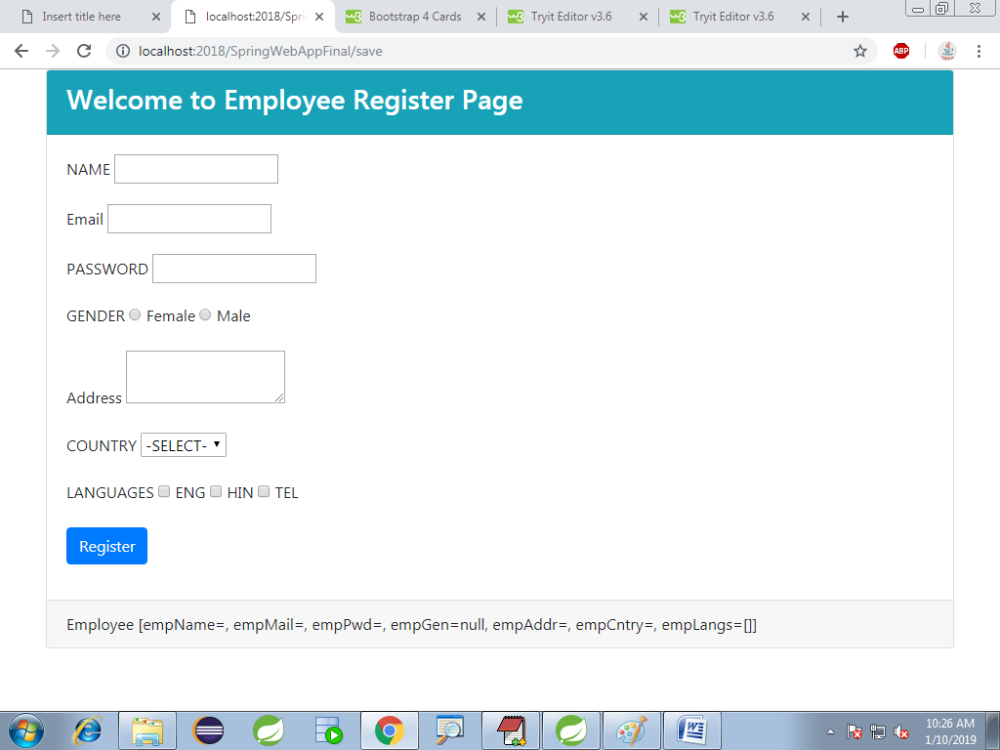 Insert title here
localhost:2018/Spri
Bootstrap 4 Cards
Tryit Editor v3.6
Tryit Editor v3.6
localhost:2018/SpringWebAppFinal/save
ABP
Welcome to Employee Register Page
NAME
Email
PASSWORD
GENDER Female Male
Address
COUNTRY -SELECT-
LANGUAGES ENG HIN TEL
Register
Employee [empName=, empMail=, empPwd=, empGen=null, empAddr=, empCntry=, empLangs=[]]
10:26 AM
1/10/2019